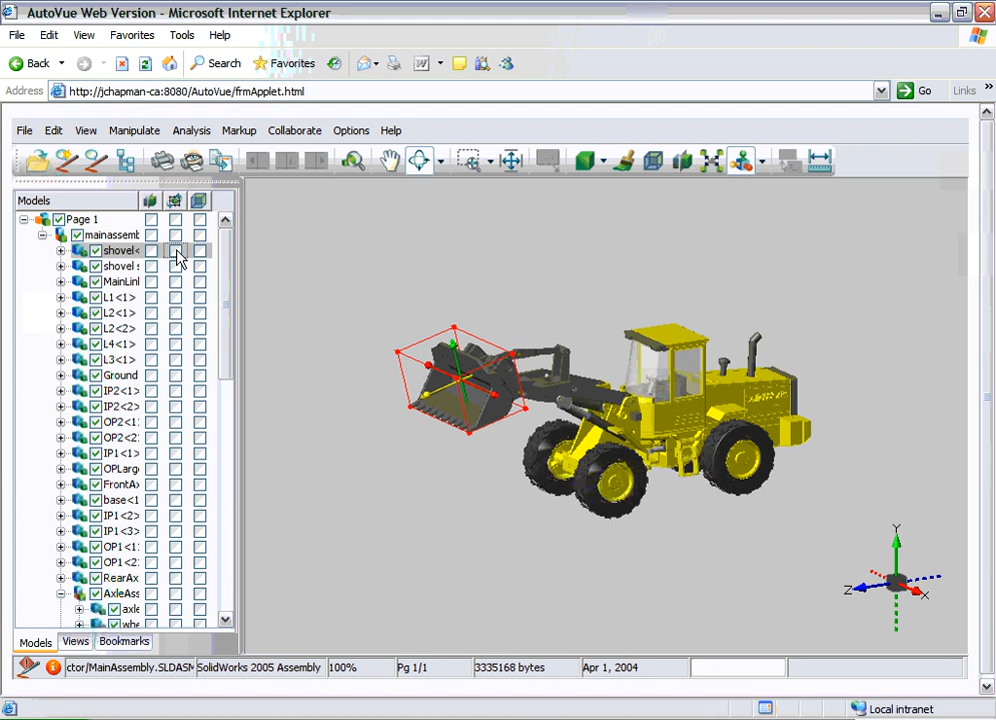 AutoVue Web Version - Microsoft Internet Explorer
File Edit View Favorites Tools Help
Back Search Favorites
Address http://jchapman-ca:8080/AutoVue/frmApplet.html Go Links »
File Edit View Manipulate Analysis Markup Collaborate Options Help
Models
Page 1
mainassemb
shovel<
shovel s
MainLinl
L1<1>
L2<1>
L2<2>
L4<1>
L3<1>
Ground
IP2<1>
IP2<2>
OP2<1
OP2<2
IP1<1>
OPLarg
FrontAx
base<1
IP1<2>
IP1<3>
OP1<1
OP1<2
RearAx
AxleAss
axle
whe
Y
Z
X
Models Views Bookmarks
ctor/MainAssembly.SLDASM SolidWorks 2005 Assembly 100% Pg 1/1 3335168 bytes Apr 1, 2004
Local intranet